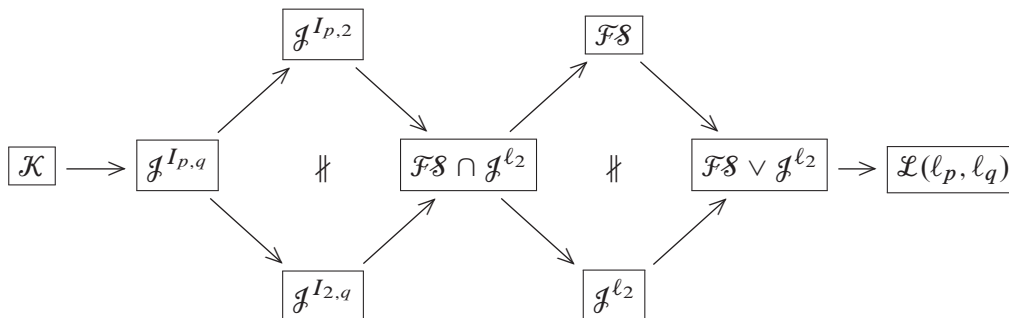 𝒥^{I_{p,2}} ℱ𝒮
𝒦 𝒥^{I_{p,q}} ∦ ℱ𝒮 ∩ 𝒥^{ℓ_2} ∦ ℱ𝒮 ∨ 𝒥^{ℓ_2} ℒ(ℓ_p, ℓ_q)
𝒥^{I_{2,q}} 𝒥^{ℓ_2}